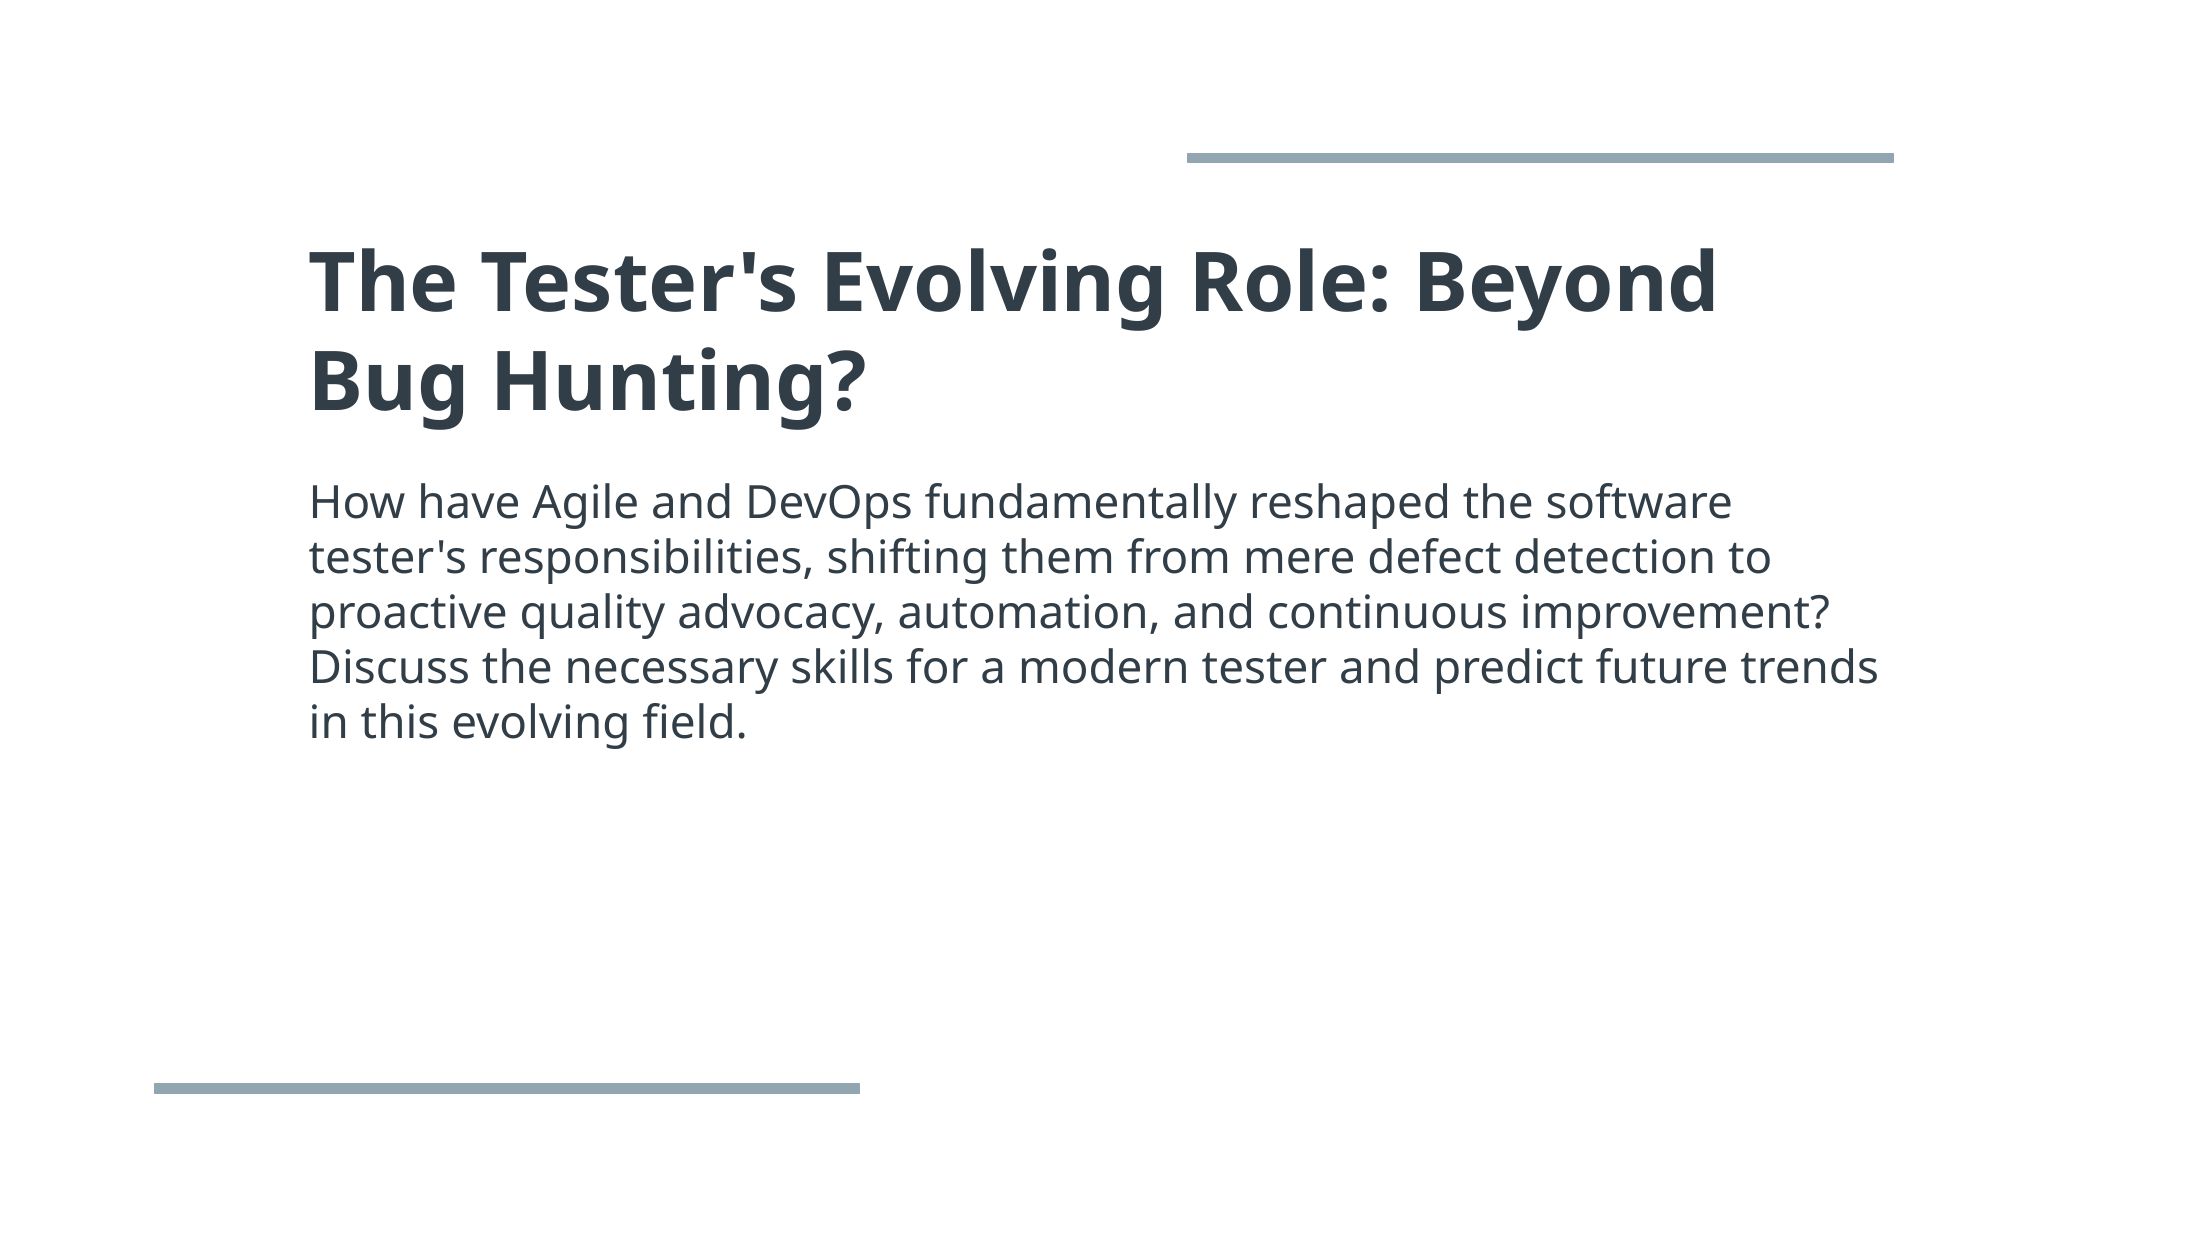 The Tester's Evolving Role: Beyond
Bug Hunting?
How have Agile and DevOps fundamentally reshaped the software
tester's responsibilities, shifting them from mere defect detection to
proactive quality advocacy, automation, and continuous improvement?
Discuss the necessary skills for a modern tester and predict future trends
in this evolving field.